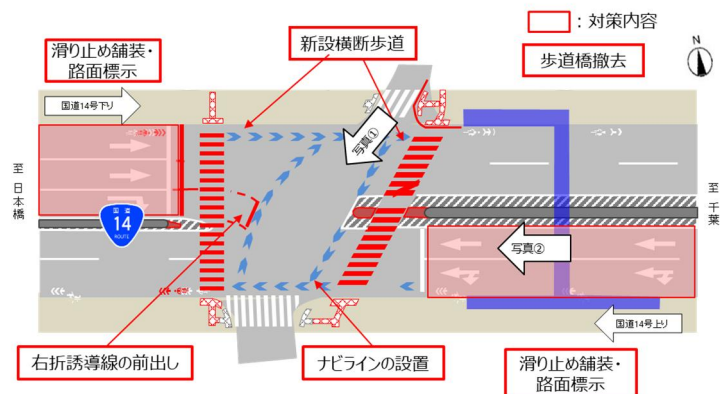 ：対策内容
新設横断歩道
滑り止め舗装・
路面標示
歩道橋撤去
N
国道14号下り
写真①
至 日本橋
国道
14
ROUTE
至 千葉
写真②
国道14号上り
右折誘導線の前出し
ナビラインの設置
滑り止め舗装・
路面標示